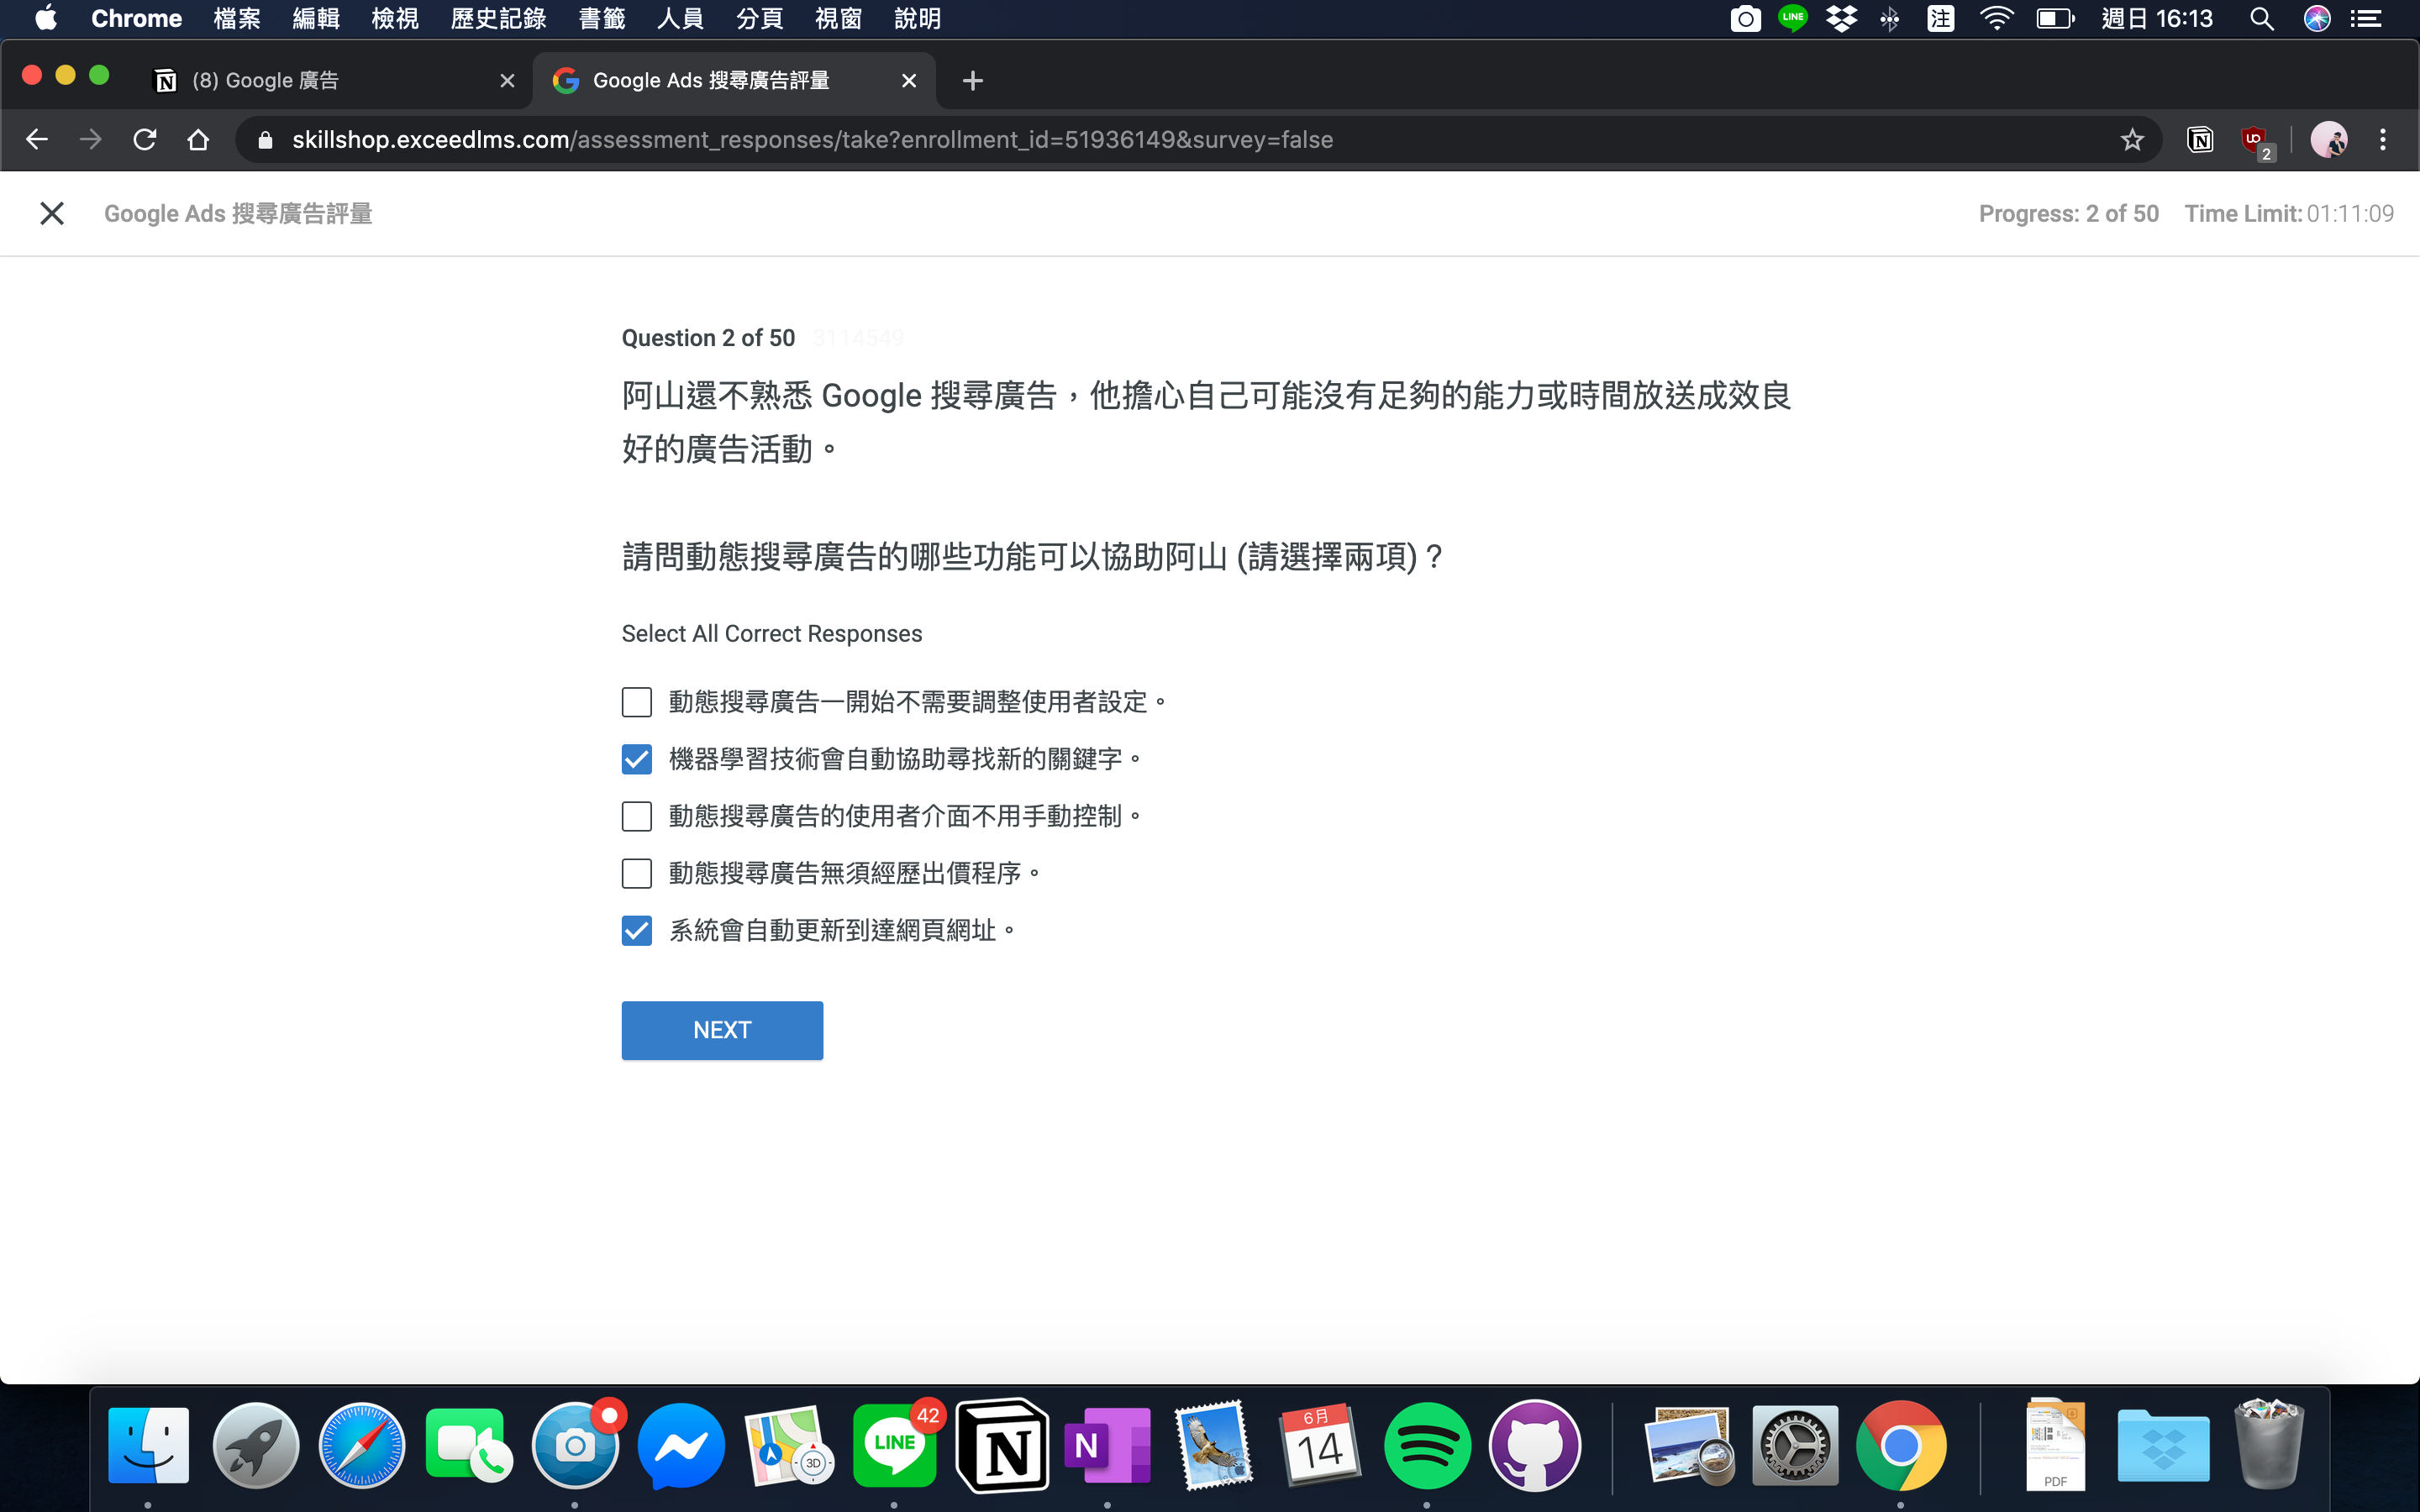 Chrome 檔案 編輯 檢視 歷史記錄 書籤 人員 分頁 視窗 說明 LINE 注 週日 16:13
(8) Google 廣告 Google Ads 搜尋廣告評量
skillshop.exceedlms.com/assessment_responses/take?enrollment_id=51936149&survey=false 2
Google Ads 搜尋廣告評量 Progress: 2 of 50 Time Limit: 01:11:09
Question 2 of 50 3114549
阿山還不熟悉 Google 搜尋廣告，他擔心自己可能沒有足夠的能力或時間放送成效良
好的廣告活動。
請問動態搜尋廣告的哪些功能可以協助阿山 (請選擇兩項)？
Select All Correct Responses
動態搜尋廣告一開始不需要調整使用者設定。
機器學習技術會自動協助尋找新的關鍵字。
動態搜尋廣告的使用者介面不用手動控制。
動態搜尋廣告無須經歷出價程序。
系統會自動更新到達網頁網址。
NEXT
3D LINE 42 N N 6月 14 PDF